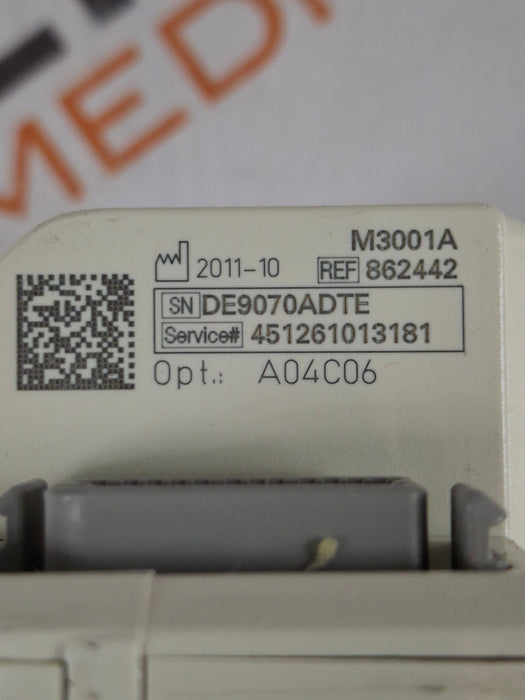 MEDI
M3001A
2011-10 REF 862442
SN DE9070ADTE
Service# 451261013181
Opt.: A04C06